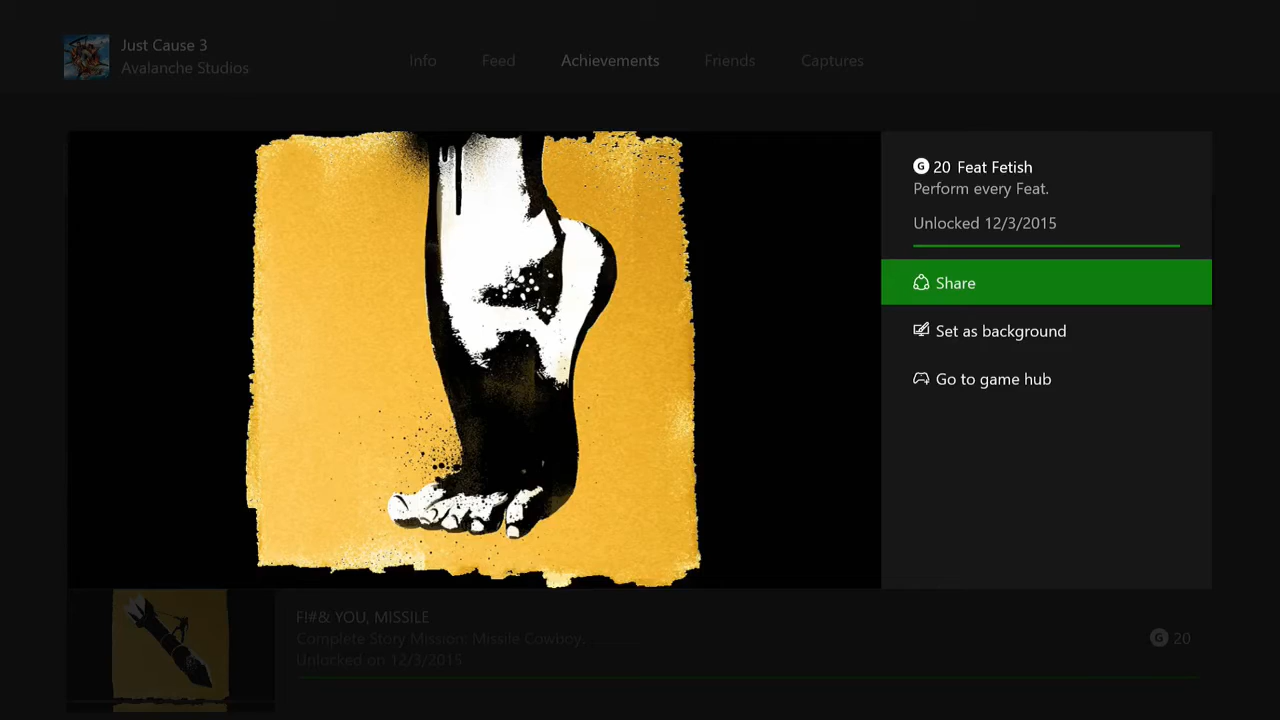 Just Cause 3
Avalanche Studios
Info
Feed
Achievements
Friends
Captures
G 20 Feat Fetish
Perform every Feat.
Unlocked 12/3/2015
Share
Set as background
Go to game hub
F!#& YOU, MISSILE
Complete Story Mission: Missile Cowboy.
Unlocked on 12/3/2015
G 20